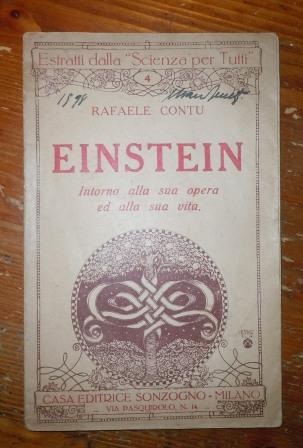 Estratti dalla "Scienza per Tutti"
4
1598
RAFAELE CONTU
EINSTEIN
Intorno alla sua opera
ed alla sua vita.
CASA EDITRICE SONZOGNO - MILANO
VIA PASQUIROLO, N. 14